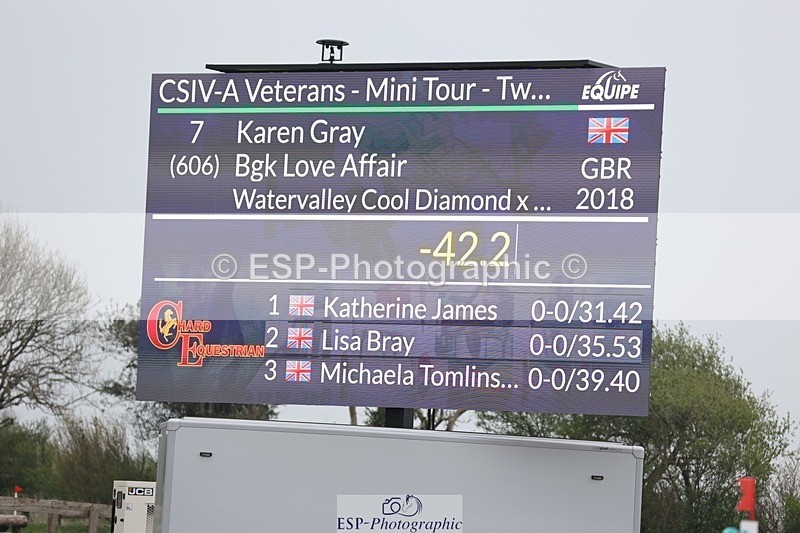 CSIV-A Veterans - Mini Tour - Tw...
EQUIPE
7 Karen Gray
(606) Bgk Love Affair GBR
Watervalley Cool Diamond x ... 2018
-42.2
© ESP-Photographic ©
1 Katherine James 0-0/31.42
2 Lisa Bray 0-0/35.53
3 Michaela Tomlins... 0-0/39.40
CHARD
EQUESTRIAN
JCB
ESP-Photographic